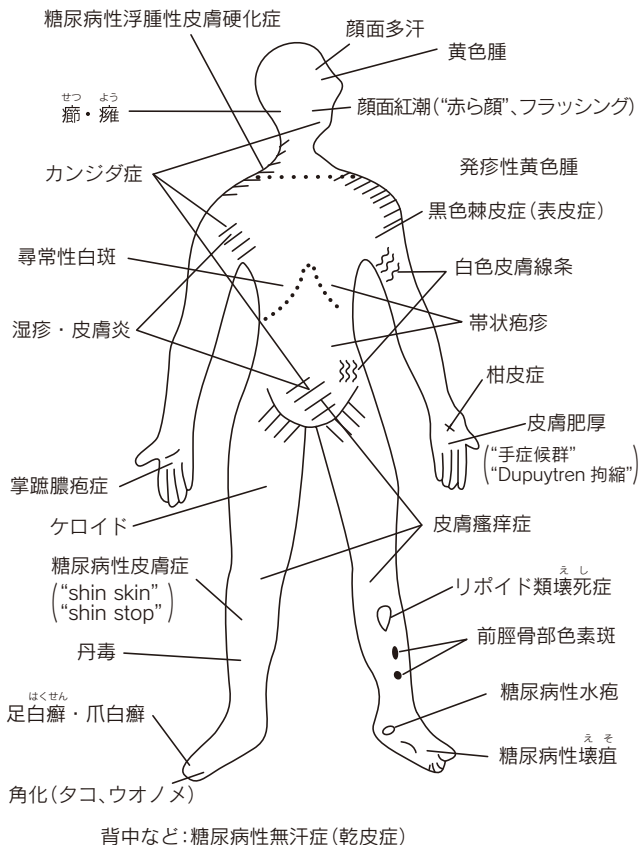 糖尿病性浮腫性皮膚硬化症
顔面多汗
黄色腫
せつ よう
癤・癰
顔面紅潮(“赤ら顔”、フラッシング)
カンジダ症
発疹性黄色腫
黒色棘皮症(表皮症)
尋常性白斑
白色皮膚線条
湿疹・皮膚炎
帯状疱疹
柑皮症
皮膚肥厚
(“手症候群”
“Dupuytren 拘縮”)
掌蹠膿疱症
ケロイド
皮膚瘙痒症
糖尿病性皮膚症
(“shin skin”
“shin stop”)
えし
リポイド類壊死症
丹毒
前脛骨部色素斑
はくせん
足白癬・爪白癬
糖尿病性水疱
えそ
糖尿病性壊疽
角化(タコ、ウオノメ)
背中など:糖尿病性無汗症(乾皮症)